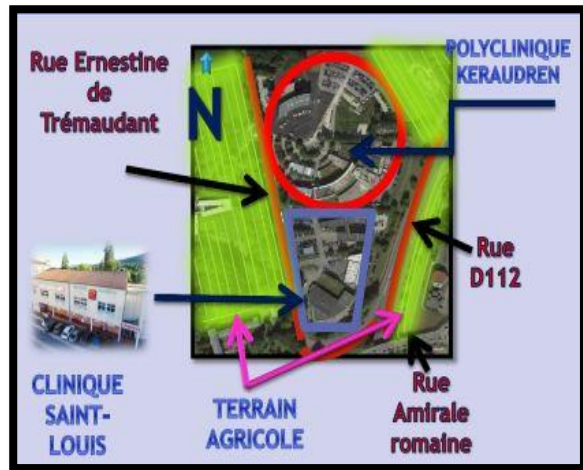 Rue Ernestine
de
Trémaudant
POLYCLINIQUE
KERAUDREN
N
Rue
D112
CLINIQUE
SAINT-
LOUIS
TERRAIN
AGRICOLE
Rue
Amirale
romaine